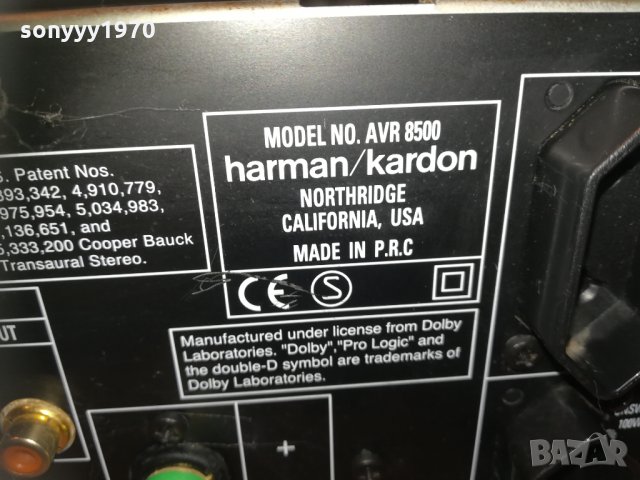 sonyyy1970
MODEL NO. AVR 8500
harman/kardon
NORTHRIDGE
CALIFORNIA, USA
MADE IN P.R.C
CE S
Patent Nos.
893,342, 4,910,779,
975,954, 5,034,983,
,136,651, and
5,333,200 Cooper Bauck
Transaural Stereo.
Manufactured under license from Dolby
Laboratories. "Dolby","Pro Logic" and
the double-D symbol are trademarks of
Dolby Laboratories.
+
BAZAR